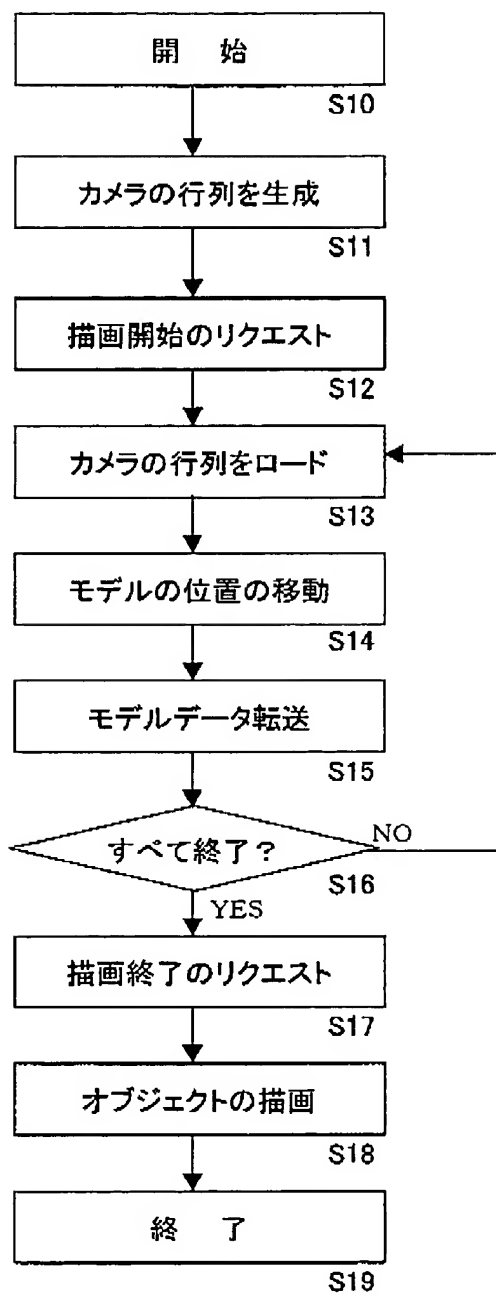 開 始
S10
カメラの行列を生成
S11
描画開始のリクエスト
S12
カメラの行列をロード
S13
モデルの位置の移動
S14
モデルデータ転送
S15
すべて終了?
NO
S16
YES
描画終了のリクエスト
S17
オブジェクトの描画
S18
終 了
S19